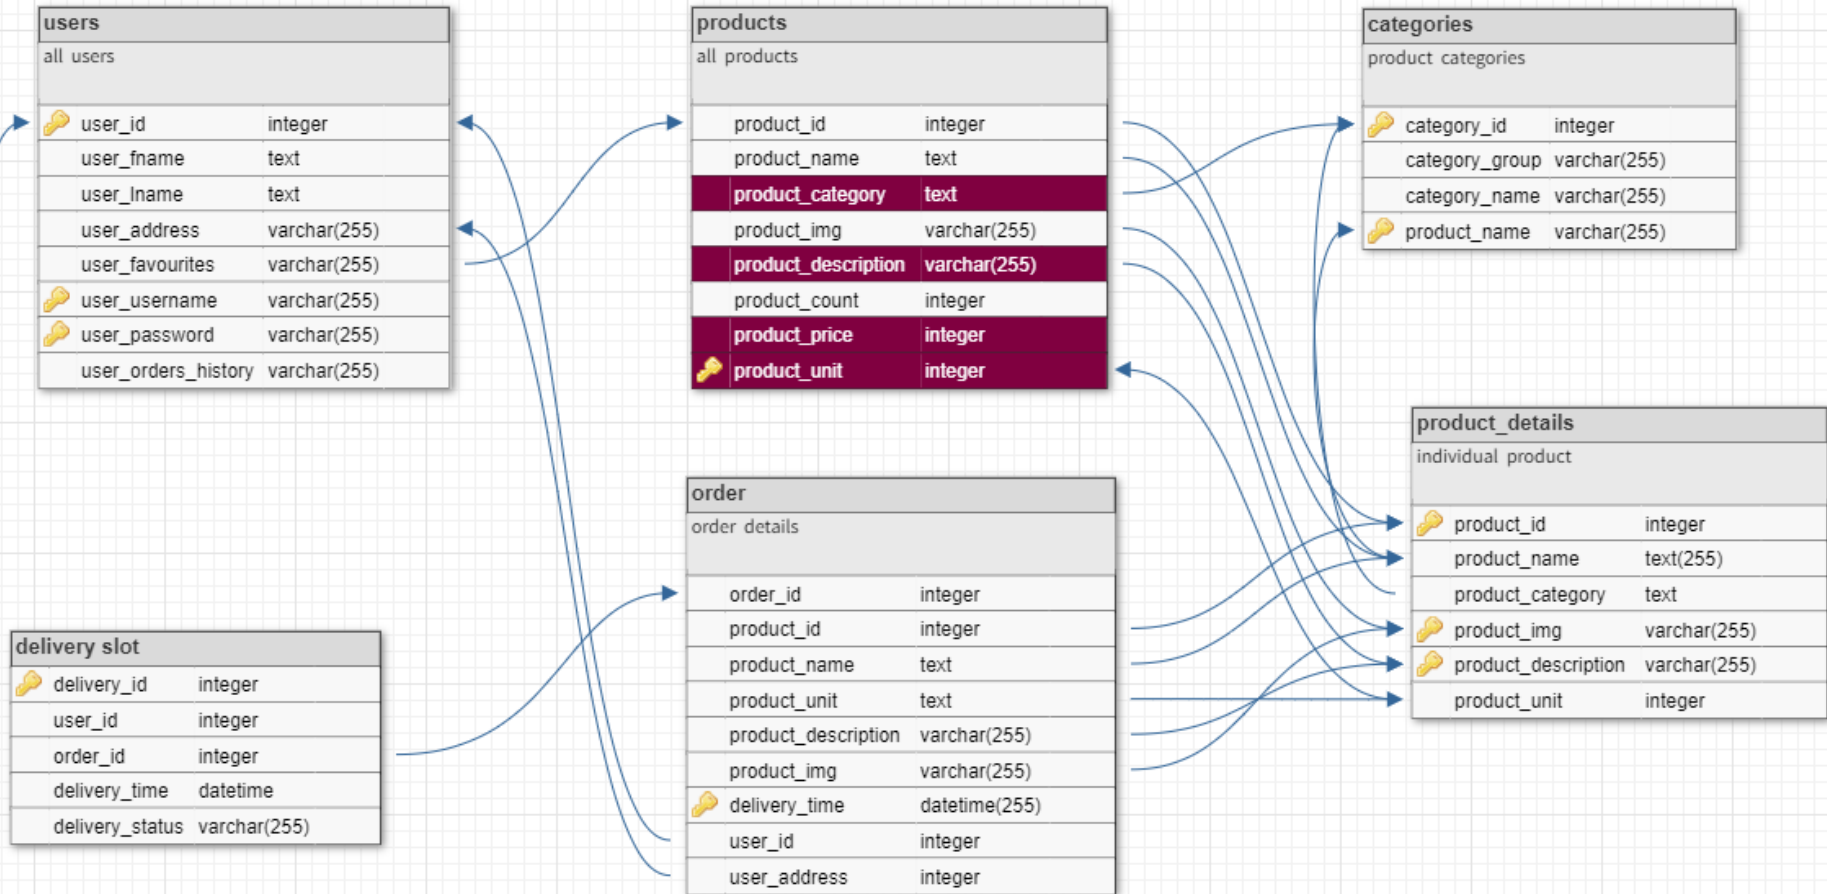 users
all users
user_id integer
user_fname text
user_lname text
user_address varchar(255)
user_favourites varchar(255)
user_username varchar(255)
user_password varchar(255)
user_orders_history varchar(255)
products
all products
product_id integer
product_name text
product_category text
product_img varchar(255)
product_description varchar(255)
product_count integer
product_price integer
product_unit integer
categories
product categories
category_id integer
category_group varchar(255)
category_name varchar(255)
product_name varchar(255)
product_details
individual product
product_id integer
product_name text(255)
product_category text
product_img varchar(255)
product_description varchar(255)
product_unit integer
order
order details
order_id integer
product_id integer
product_name text
product_unit text
product_description varchar(255)
product_img varchar(255)
delivery_time datetime(255)
user_id integer
user_address integer
delivery slot
delivery_id integer
user_id integer
order_id integer
delivery_time datetime
delivery_status varchar(255)